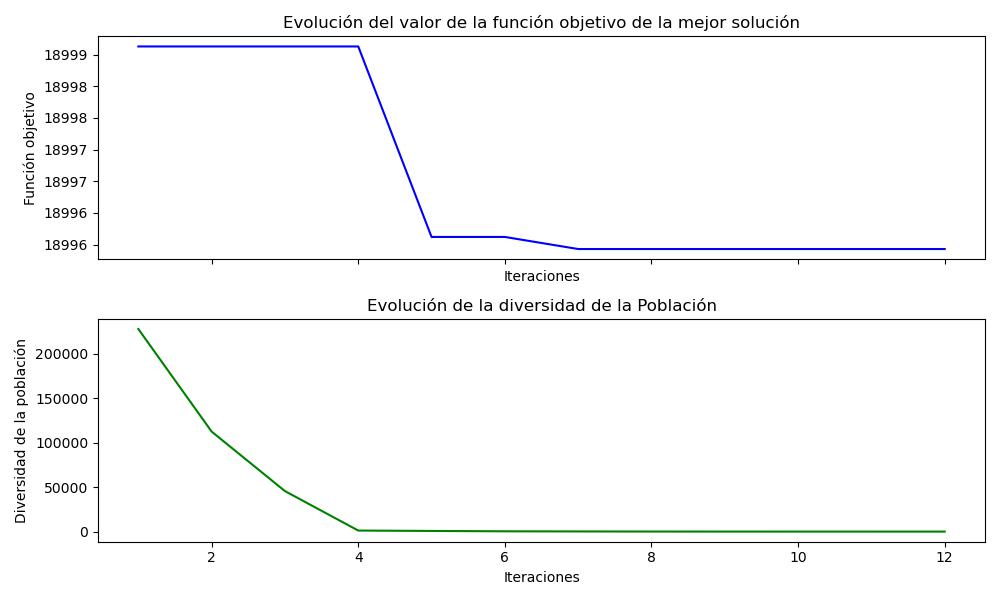 Evolución del valor de la función objetivo de la mejor solución
18999
18998
18998
18997
18997
18996
18996
Función objetivo
Iteraciones
Evolución de la diversidad de la Población
200000
150000
100000
50000
0
Diversidad de la población
2 4 6 8 10 12
Iteraciones